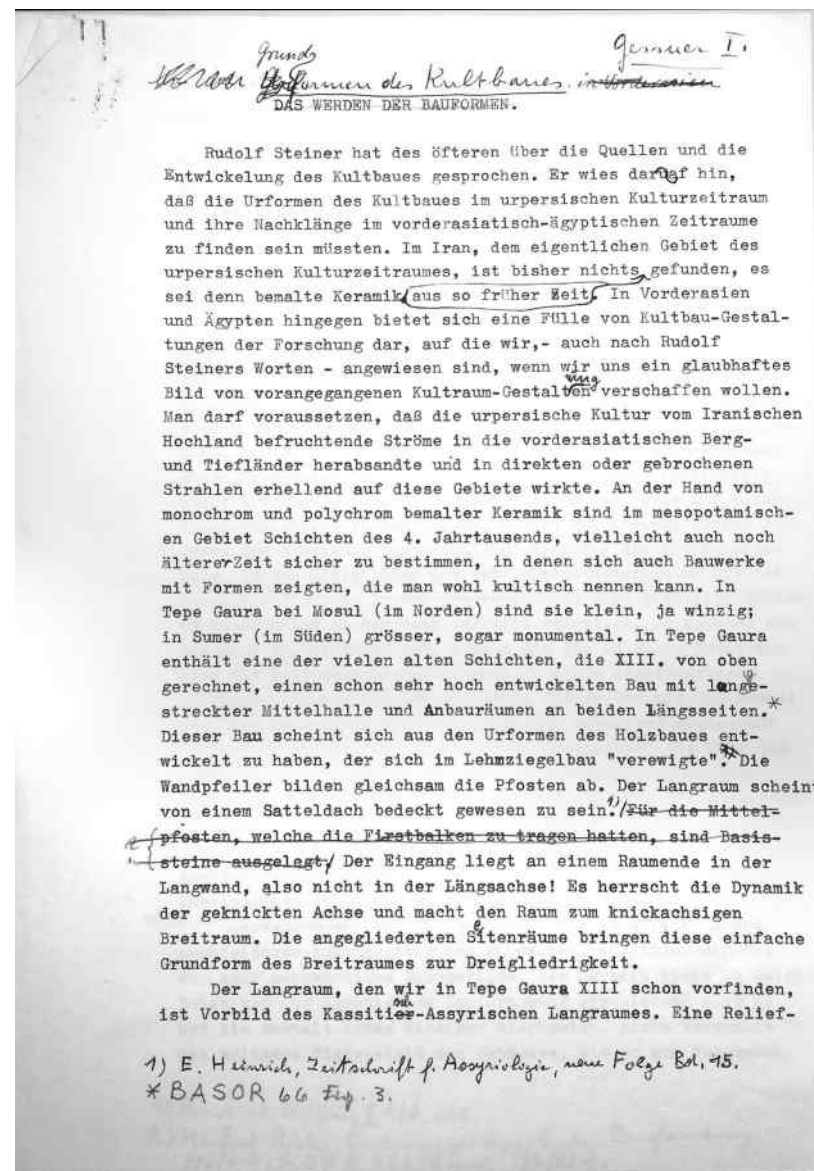 Gessner I.
Grund
formen des Kultbaues. in Vorderasien
DAS WERDEN DER BAUFORMEN.
Rudolf Steiner hat des öfteren über die Quellen und die
Entwickelung des Kultbaues gesprochen. Er wies darauf hin,
daß die Urformen des Kultbaues im urpersischen Kulturzeitraum
und ihre Nachklänge im vorderasiatisch-ägyptischen Zeitraume
zu finden sein müssten. Im Iran, dem eigentlichen Gebiet des
urpersischen Kulturzeitraumes, ist bisher nichts gefunden, es
sei denn bemalte Keramik aus so früher Zeit. In Vorderasien
und Ägypten hingegen bietet sich eine Fülle von Kultbau-Gestal-
tungen der Forschung dar, auf die wir,- auch nach Rudolf
Steiners Worten - angewiesen sind, wenn wir uns ein glaubhaftes
Bild von vorangegangenen Kultraum-Gestaltung verschaffen wollen.
Man darf voraussetzen, daß die urpersische Kultur vom Iranischen
Hochland befruchtende Ströme in die vorderasiatischen Berg-
und Tiefländer herabsandte und in direkten oder gebrochenen
Strahlen erhellend auf diese Gebiete wirkte. An der Hand von
monochrom und polychrom bemalter Keramik sind im mesopotamisch-
en Gebiet Schichten des 4. Jahrtausends, vielleicht auch noch
älterer Zeit sicher zu bestimmen, in denen sich auch Bauwerke
mit Formen zeigten, die man wohl kultisch nennen kann. In
Tepe Gaura bei Mosul (im Norden) sind sie klein, ja winzig;
in Sumer (im Süden) grösser, sogar monumental. In Tepe Gaura
enthält eine der vielen alten Schichten, die XIII. von oben
gerechnet, einen schon sehr hoch entwickelten Bau mit lange-
streckter Mittelhalle und Anbauräumen an beiden Längsseiten.*
Dieser Bau scheint sich aus den Urformen des Holzbaues ent-
wickelt zu haben, der sich im Lehmziegelbau "verewigte". Die
Wandpfeiler bilden gleichsam die Pfosten ab. Der Langraum schein
von einem Satteldach bedeckt gewesen zu sein.1) Für die Mittel-
pfosten, welche die Firstbalken zu tragen hatten, sind Basis-
steine ausgelegt. Der Eingang liegt an einem Raumende in der
Langwand, also nicht in der Längsachse! Es herrscht die Dynamik
der geknickten Achse und macht den Raum zum knickachsigen
Breitraum. Die angegliederten Seitenräume bringen diese einfache
Grundform des Breitraumes zur Dreigliedrigkeit.
Der Langraum, den wir in Tepe Gaura XIII schon vorfinden,
ist Vorbild des Kassitisch-Assyrischen Langraumes. Eine Relief-
1) E. Heinrich, Zeitschrift f. Assyriologie, neue Folge Bd. 15.
* BASOR 66 Fig. 3.